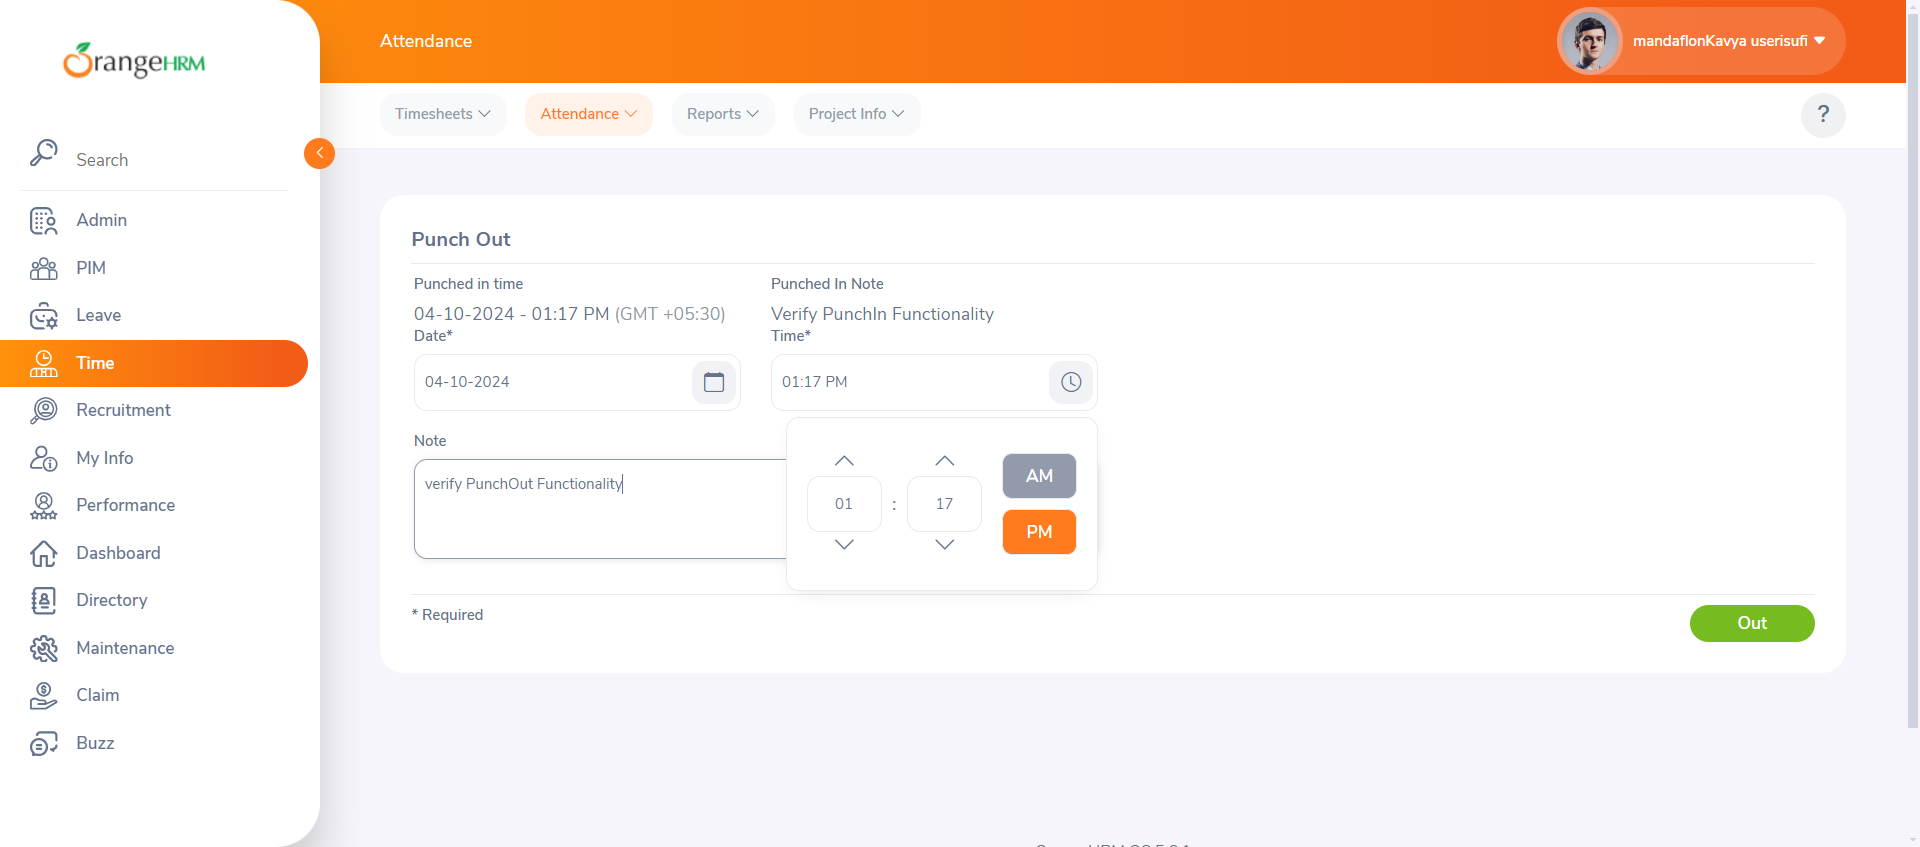 OrangeHRM
Attendance
mandaflonKavya userisufi
Timesheets
Attendance
Reports
Project Info
?
Search
Admin
PIM
Leave
Time
Recruitment
My Info
Performance
Dashboard
Directory
Maintenance
Claim
Buzz
Punch Out
Punched in time
04-10-2024 - 01:17 PM (GMT +05:30)
Punched In Note
Verify PunchIn Functionality
Date*
04-10-2024
Time*
01:17 PM
Note
verify PunchOut Functionality
01 : 17
AM
PM
* Required
Out